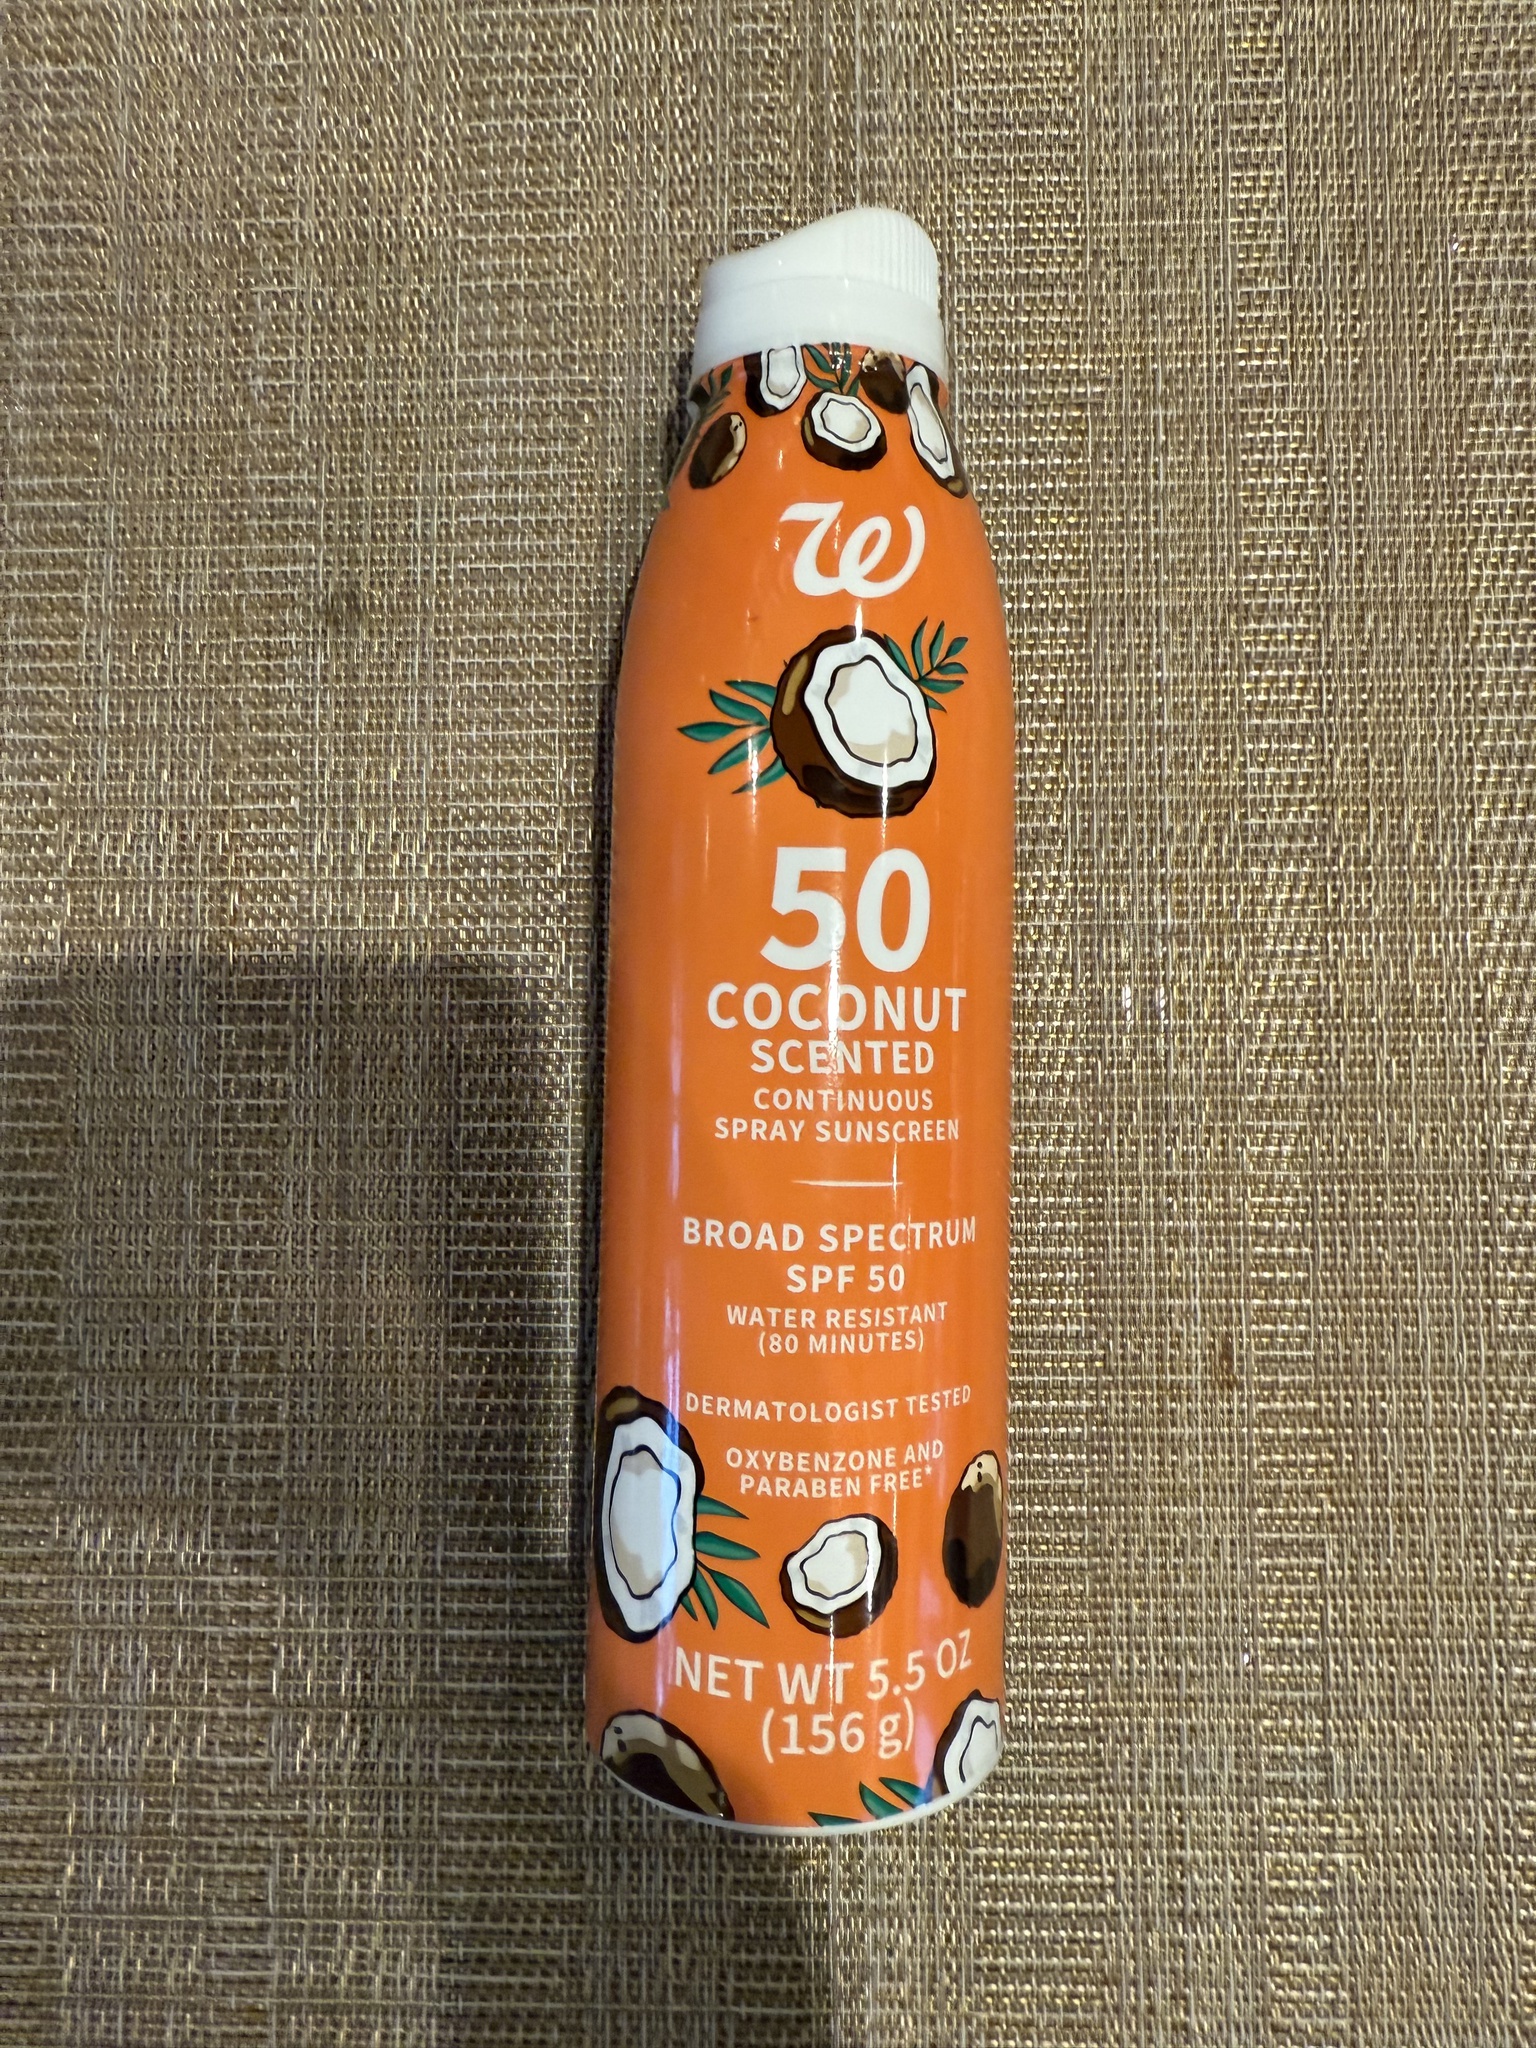 W
50
COCONUT
SCENTED
CONTINUOUS
SPRAY SUNSCREEN
BROAD SPECTRUM
SPF 50
WATER RESISTANT
(80 MINUTES)
DERMATOLOGIST TESTED
OXYBENZONE AND
PARABEN FREE*
NET WT 5.5 OZ
(156 g)